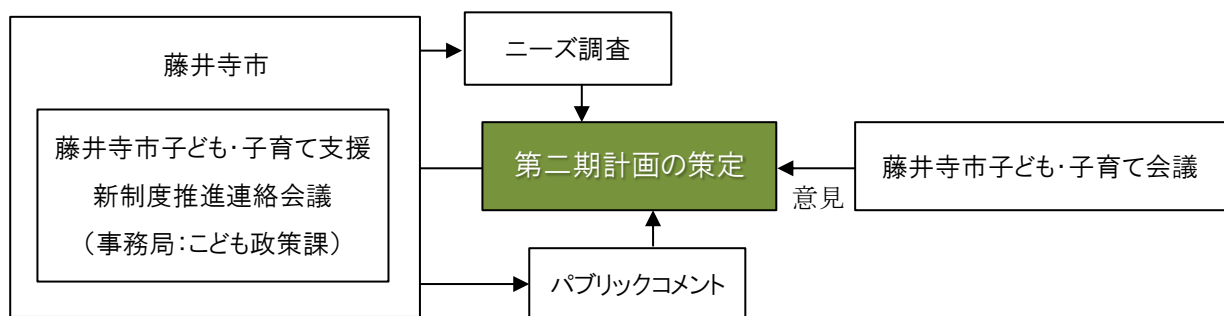 藤井寺市
藤井寺市子ども・子育て支援
新制度推進連絡会議
（事務局：こども政策課）
ニーズ調査
第二期計画の策定
パブリックコメント
意見
藤井寺市子ども・子育て会議